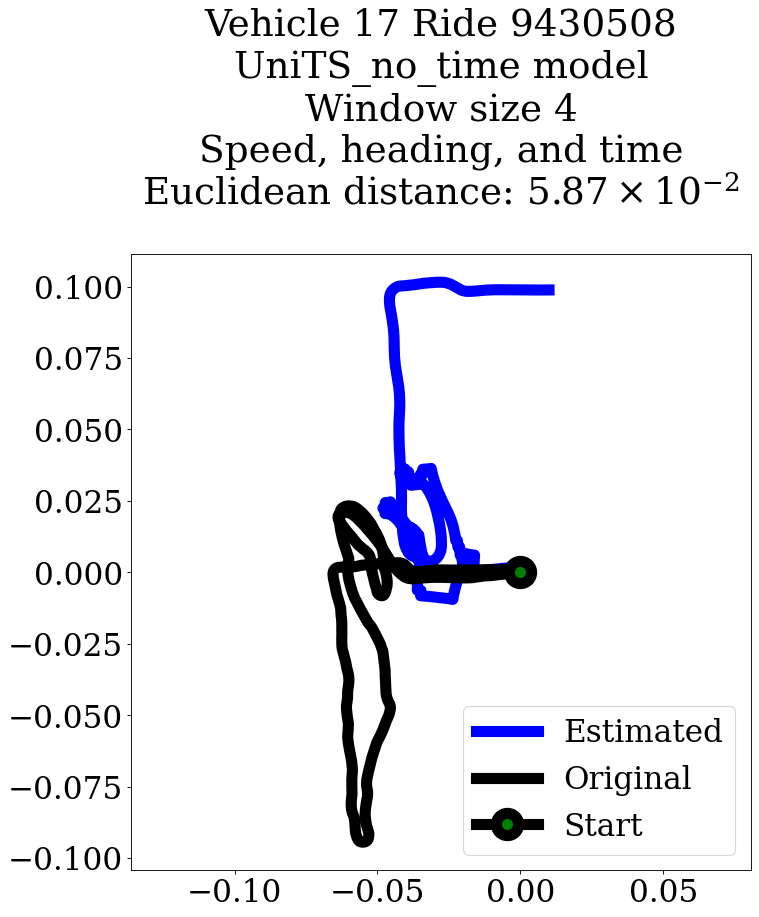 Vehicle 17 Ride 9430508
UniTS_no_time model
Window size 4
Speed, heading, and time
Euclidean distance: 5.87 × 10⁻²
0.100
0.075
0.050
0.025
0.000
−0.025
−0.050
−0.075
−0.100
−0.10 −0.05 0.00 0.05
Estimated
Original
Start